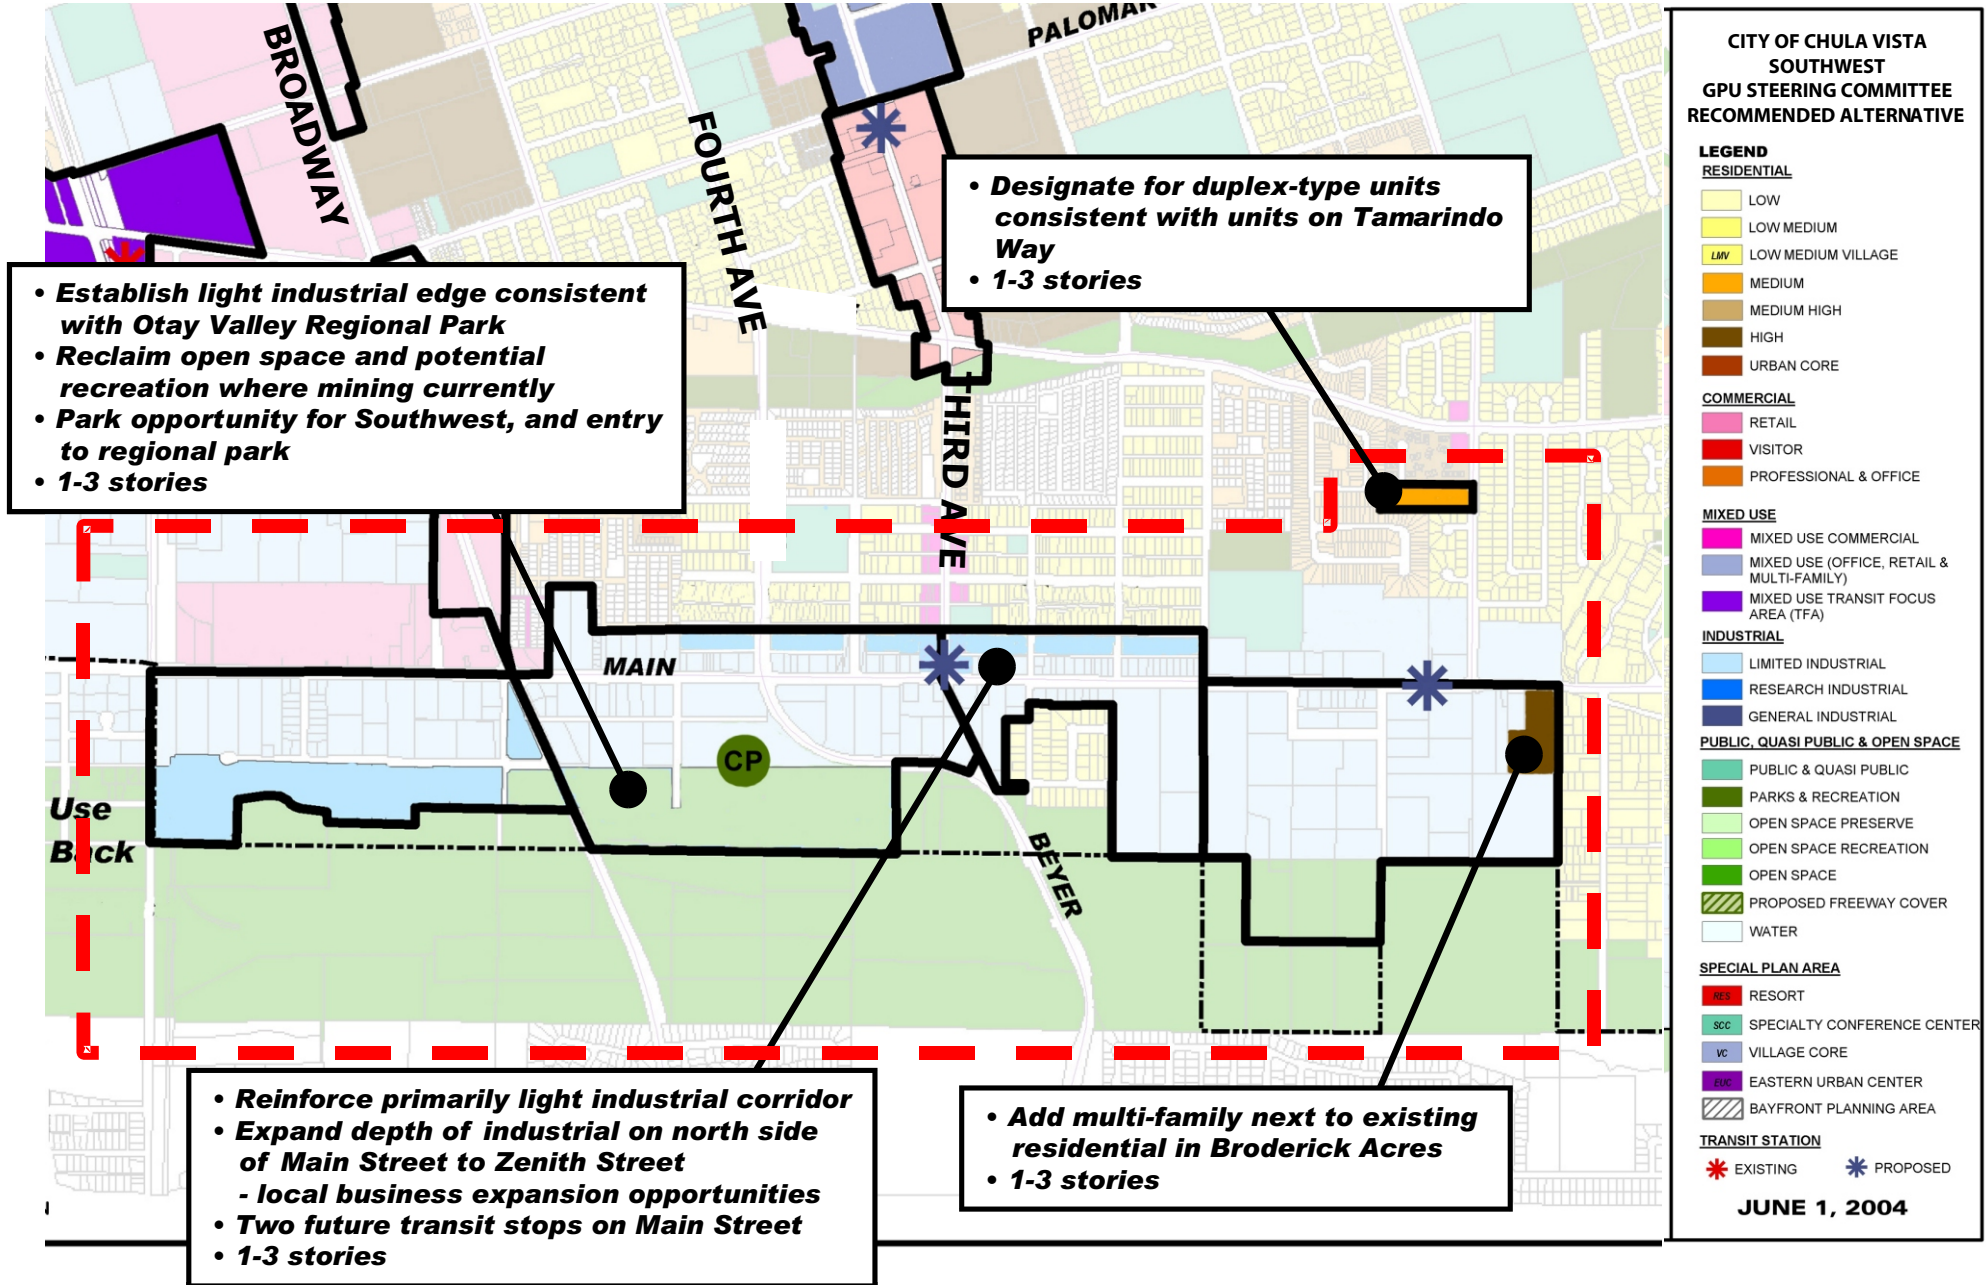 BROADWAY
PALOMAR
FOURTH AVE
• Designate for duplex-type units
consistent with units on Tamarindo
Way
• 1-3 stories
• Establish light industrial edge consistent
with Otay Valley Regional Park
• Reclaim open space and potential
recreation where mining currently
• Park opportunity for Southwest, and entry
to regional park
• 1-3 stories
THIRD AVE
MAIN
CP
Use
Back
BEYER
• Reinforce primarily light industrial corridor
• Expand depth of industrial on north side
of Main Street to Zenith Street
- local business expansion opportunities
• Two future transit stops on Main Street
• 1-3 stories
• Add multi-family next to existing
residential in Broderick Acres
• 1-3 stories
CITY OF CHULA VISTA
SOUTHWEST
GPU STEERING COMMITTEE
RECOMMENDED ALTERNATIVE
LEGEND
RESIDENTIAL
LOW
LOW MEDIUM
LMV LOW MEDIUM VILLAGE
MEDIUM
MEDIUM HIGH
HIGH
URBAN CORE
COMMERCIAL
RETAIL
VISITOR
PROFESSIONAL & OFFICE
MIXED USE
MIXED USE COMMERCIAL
MIXED USE (OFFICE, RETAIL &
MULTI-FAMILY)
MIXED USE TRANSIT FOCUS
AREA (TFA)
INDUSTRIAL
LIMITED INDUSTRIAL
RESEARCH INDUSTRIAL
GENERAL INDUSTRIAL
PUBLIC, QUASI PUBLIC & OPEN SPACE
PUBLIC & QUASI PUBLIC
PARKS & RECREATION
OPEN SPACE PRESERVE
OPEN SPACE RECREATION
OPEN SPACE
PROPOSED FREEWAY COVER
WATER
SPECIAL PLAN AREA
RES RESORT
SCC SPECIALTY CONFERENCE CENTER
VC VILLAGE CORE
EUC EASTERN URBAN CENTER
BAYFRONT PLANNING AREA
TRANSIT STATION
EXISTING PROPOSED
JUNE 1, 2004